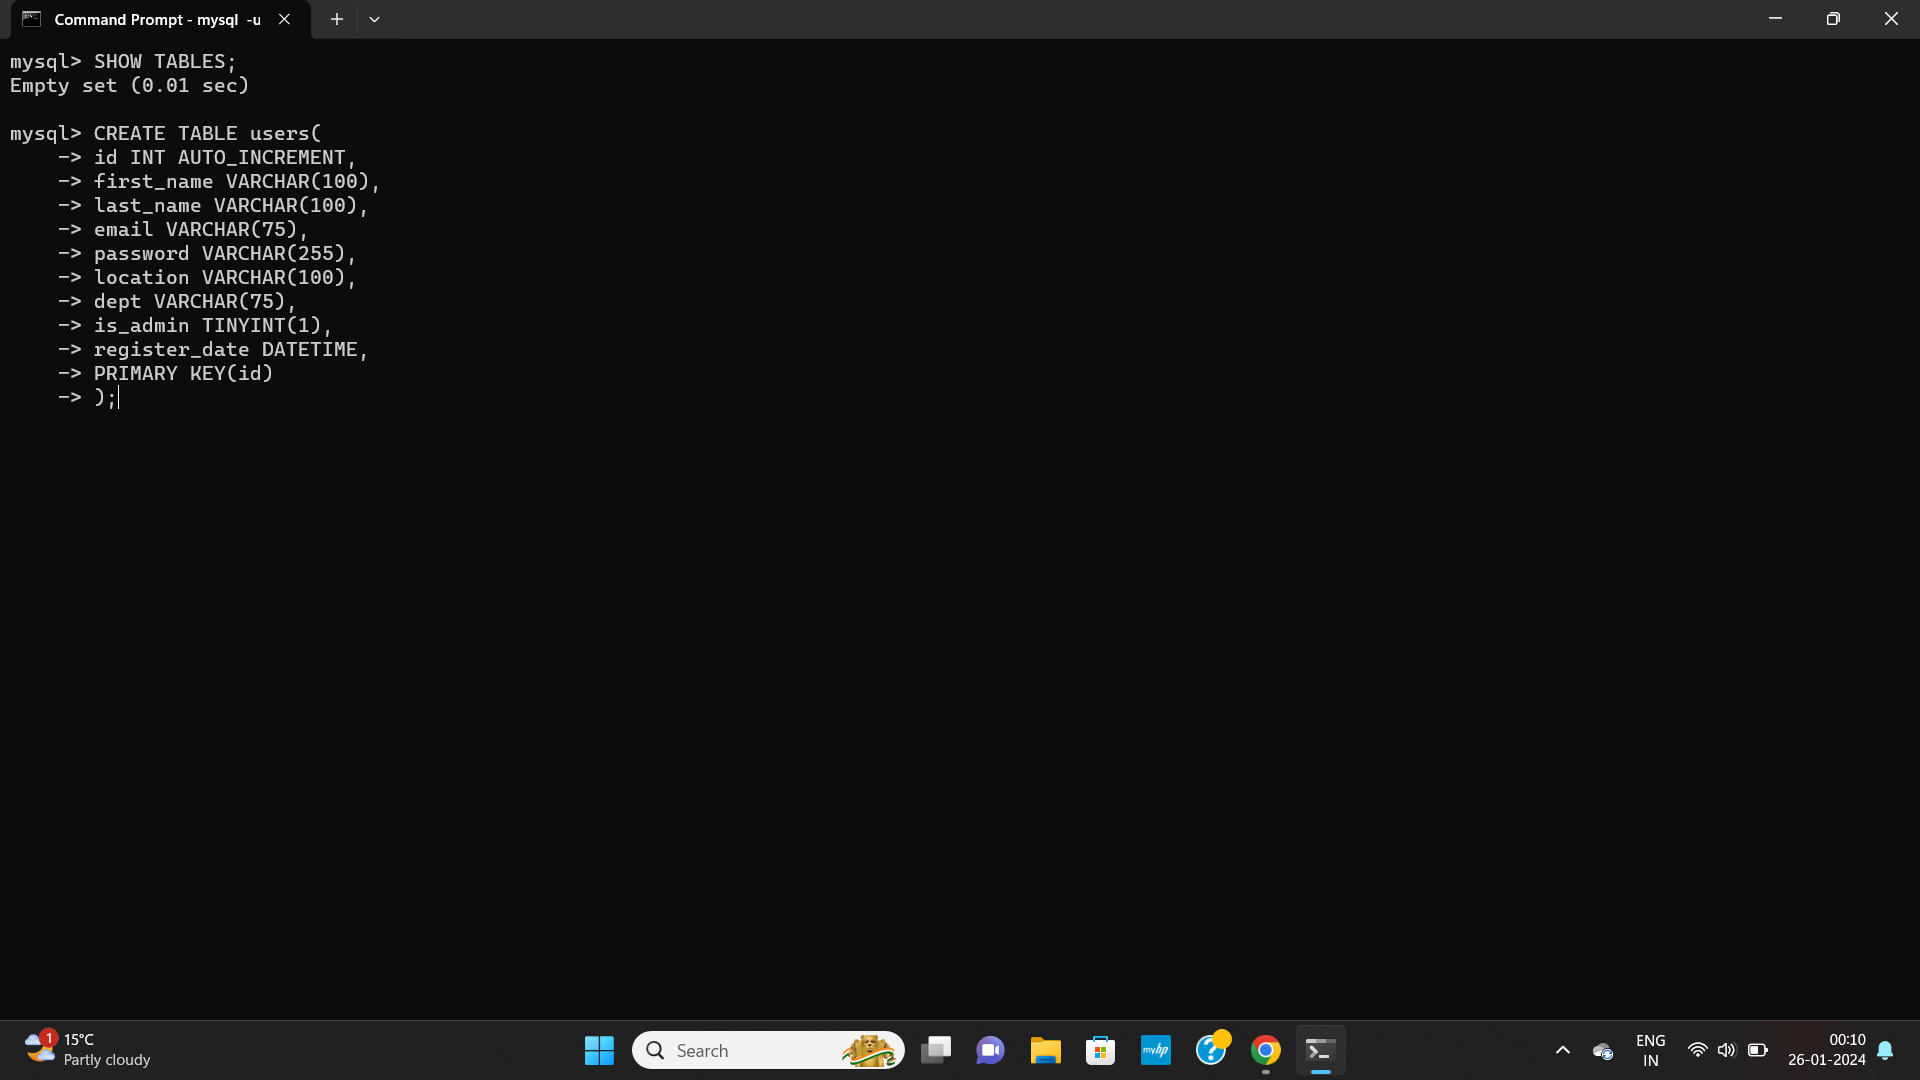 Command Prompt - mysql -u
mysql> SHOW TABLES;
Empty set (0.01 sec)
mysql> CREATE TABLE users(
-> id INT AUTO_INCREMENT,
-> first_name VARCHAR(100),
-> last_name VARCHAR(100),
-> email VARCHAR(75),
-> password VARCHAR(255),
-> location VARCHAR(100),
-> dept VARCHAR(75),
-> is_admin TINYINT(1),
-> register_date DATETIME,
-> PRIMARY KEY(id)
-> );
1
15°C
Partly cloudy
Search
myhp
?
ENG
IN
00:10
26-01-2024